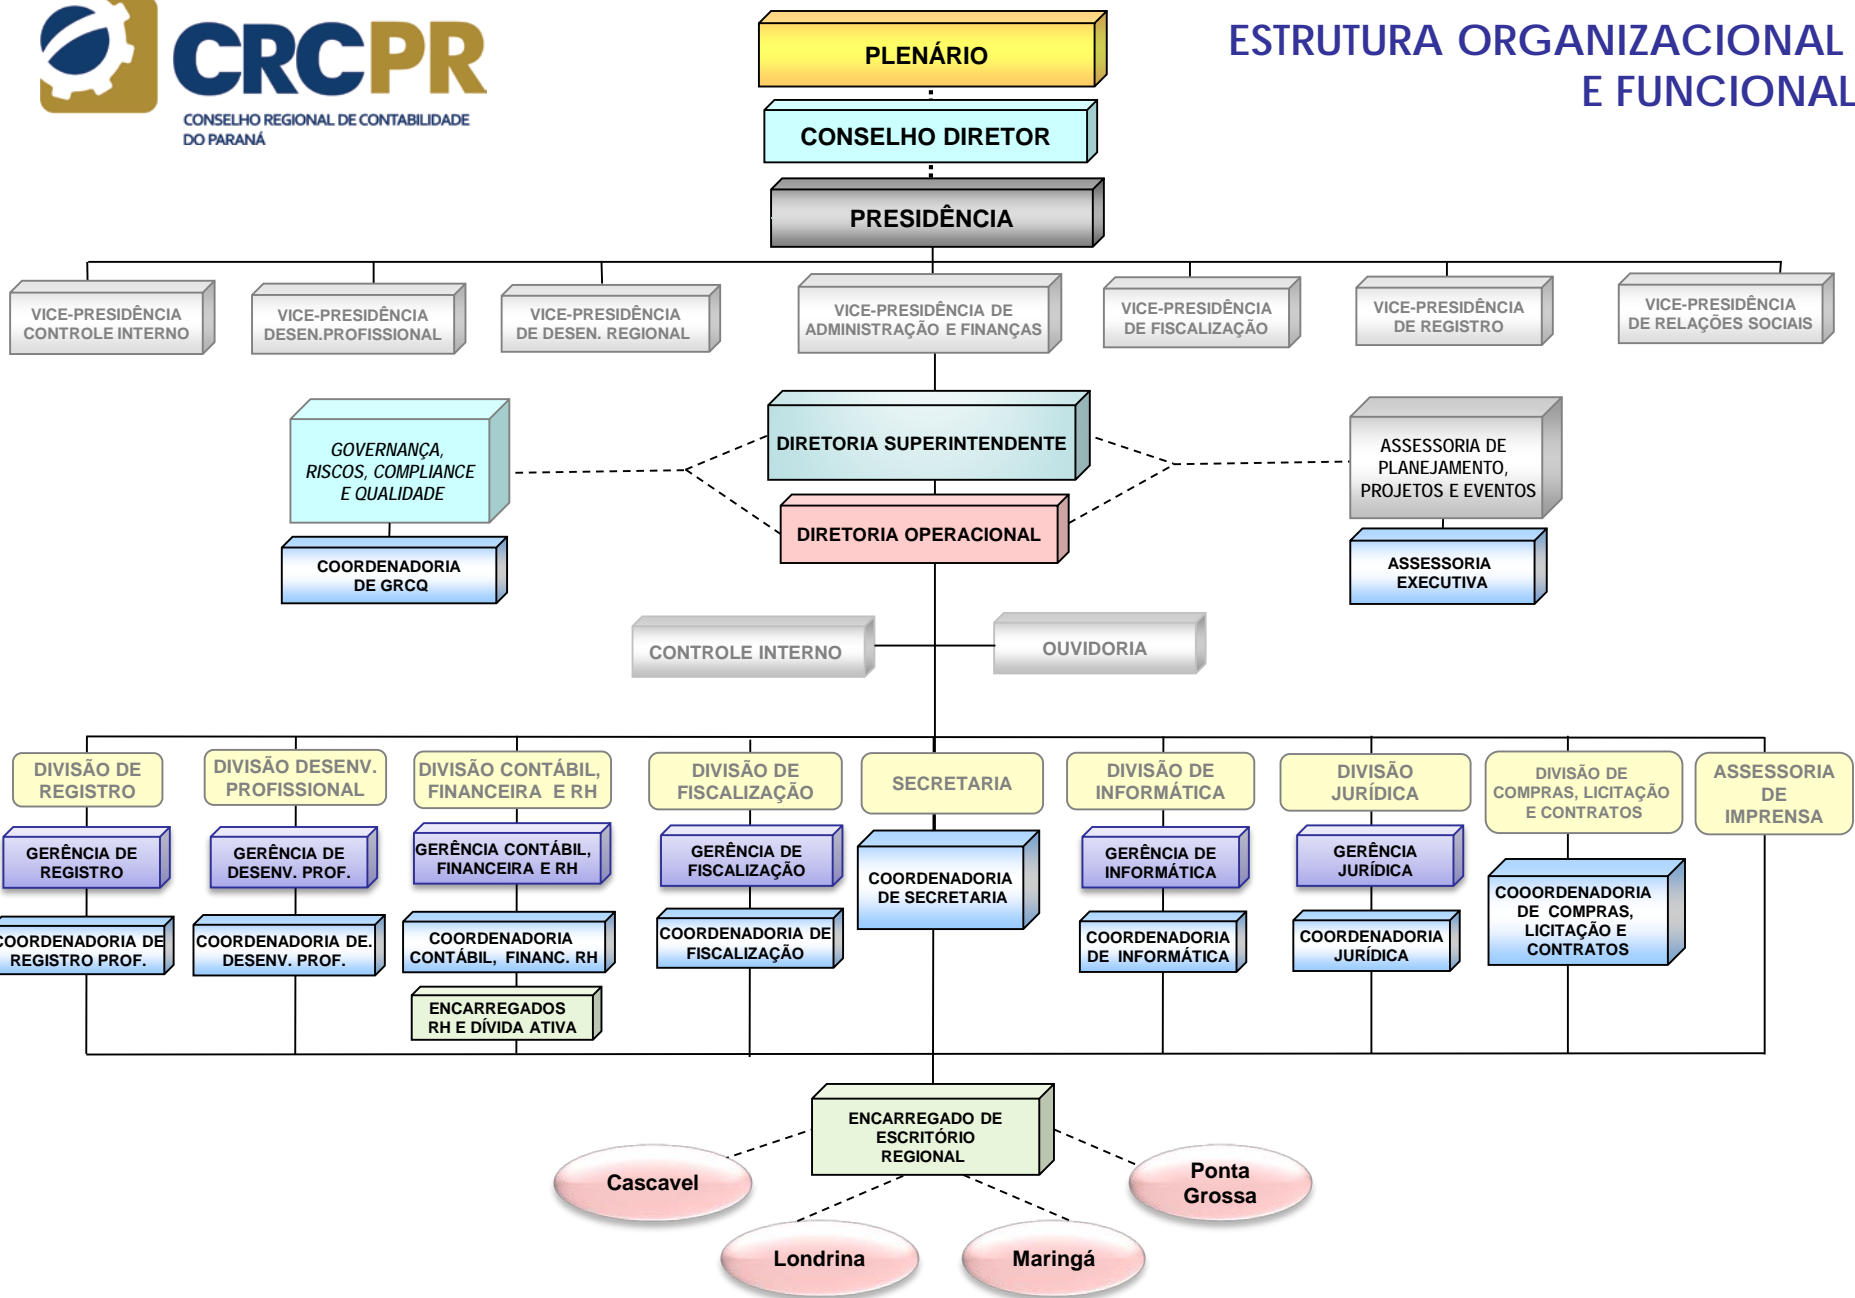 CRCPR
CONSELHO REGIONAL DE CONTABILIDADE
DO PARANÁ
ESTRUTURA ORGANIZACIONAL
E FUNCIONAL
PLENÁRIO
CONSELHO DIRETOR
PRESIDÊNCIA
VICE-PRESIDÊNCIA
CONTROLE INTERNO
VICE-PRESIDÊNCIA
DESEN.PROFISSIONAL
VICE-PRESIDÊNCIA
DE DESEN. REGIONAL
VICE-PRESIDÊNCIA DE
ADMINISTRAÇÃO E FINANÇAS
VICE-PRESIDÊNCIA
DE FISCALIZAÇÃO
VICE-PRESIDÊNCIA
DE REGISTRO
VICE-PRESIDÊNCIA
DE RELAÇÕES SOCIAIS
GOVERNANÇA,
RISCOS, COMPLIANCE
E QUALIDADE
DIRETORIA SUPERINTENDENTE
ASSESSORIA DE
PLANEJAMENTO,
PROJETOS E EVENTOS
DIRETORIA OPERACIONAL
COORDENADORIA
DE GRCQ
ASSESSORIA
EXECUTIVA
CONTROLE INTERNO
OUVIDORIA
DIVISÃO DE
REGISTRO
DIVISÃO DESENV.
PROFISSIONAL
DIVISÃO CONTÁBIL,
FINANCEIRA E RH
DIVISÃO DE
FISCALIZAÇÃO
SECRETARIA
DIVISÃO DE
INFORMÁTICA
DIVISÃO
JURÍDICA
DIVISÃO DE
COMPRAS, LICITAÇÃO
E CONTRATOS
ASSESSORIA
DE
IMPRENSA
GERÊNCIA DE
REGISTRO
GERÊNCIA DE
DESENV. PROF.
GERÊNCIA CONTÁBIL,
FINANCEIRA E RH
GERÊNCIA DE
FISCALIZAÇÃO
COORDENADORIA
DE SECRETARIA
GERÊNCIA DE
INFORMÁTICA
GERÊNCIA
JURÍDICA
COOORDENADORIA
DE COMPRAS,
LICITAÇÃO E
CONTRATOS
COORDENADORIA DE
REGISTRO PROF.
COORDENADORIA DE.
DESENV. PROF.
COORDENADORIA
CONTÁBIL, FINANC. RH
COORDENADORIA DE
FISCALIZAÇÃO
COORDENADORIA
DE INFORMÁTICA
COORDENADORIA
JURÍDICA
ENCARREGADOS
RH E DÍVIDA ATIVA
ENCARREGADO DE
ESCRITÓRIO
REGIONAL
Cascavel
Ponta
Grossa
Londrina
Maringá